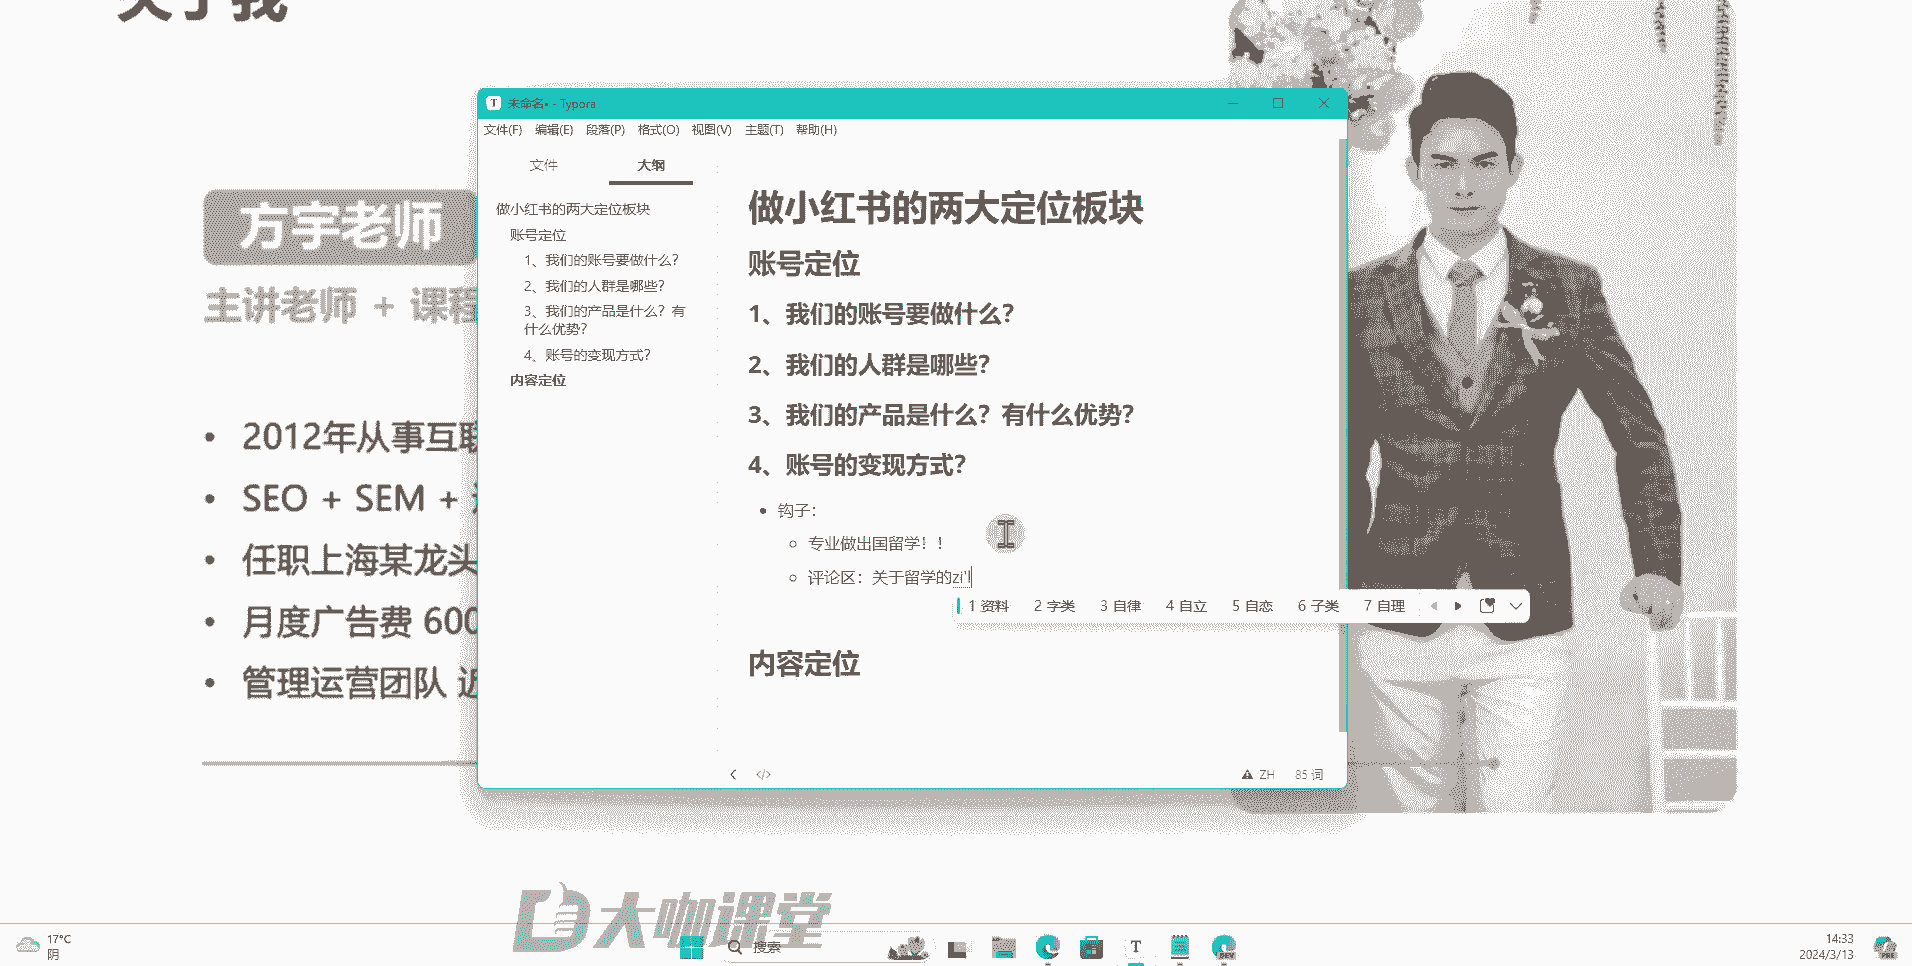 关于我
方宇老师
主讲老师 + 课程
2012年从事互联
SEO + SEM +
任职上海某龙头
月度广告费 600
管理运营团队 近
未命名• - Typora
文件(F) 编辑(E) 段落(P) 格式(O) 视图(V) 主题(T) 帮助(H)
文件 大纲
做小红书的两大定位板块
账号定位
1、我们的账号要做什么？
2、我们的人群是哪些？
3、我们的产品是什么？有
什么优势？
4、账号的变现方式？
内容定位
做小红书的两大定位板块
账号定位
1、我们的账号要做什么？
2、我们的人群是哪些？
3、我们的产品是什么？有什么优势？
4、账号的变现方式？
钩子：
专业做出国留学！！
评论区：关于留学的zi'l
1 资料 2 字类 3 自律 4 自立 5 自恋 6 子类 7 自理
内容定位
ZH 85 词
大咖课堂
17°C
阴
搜索
T
DEV
14:33
2024/3/13
PRE